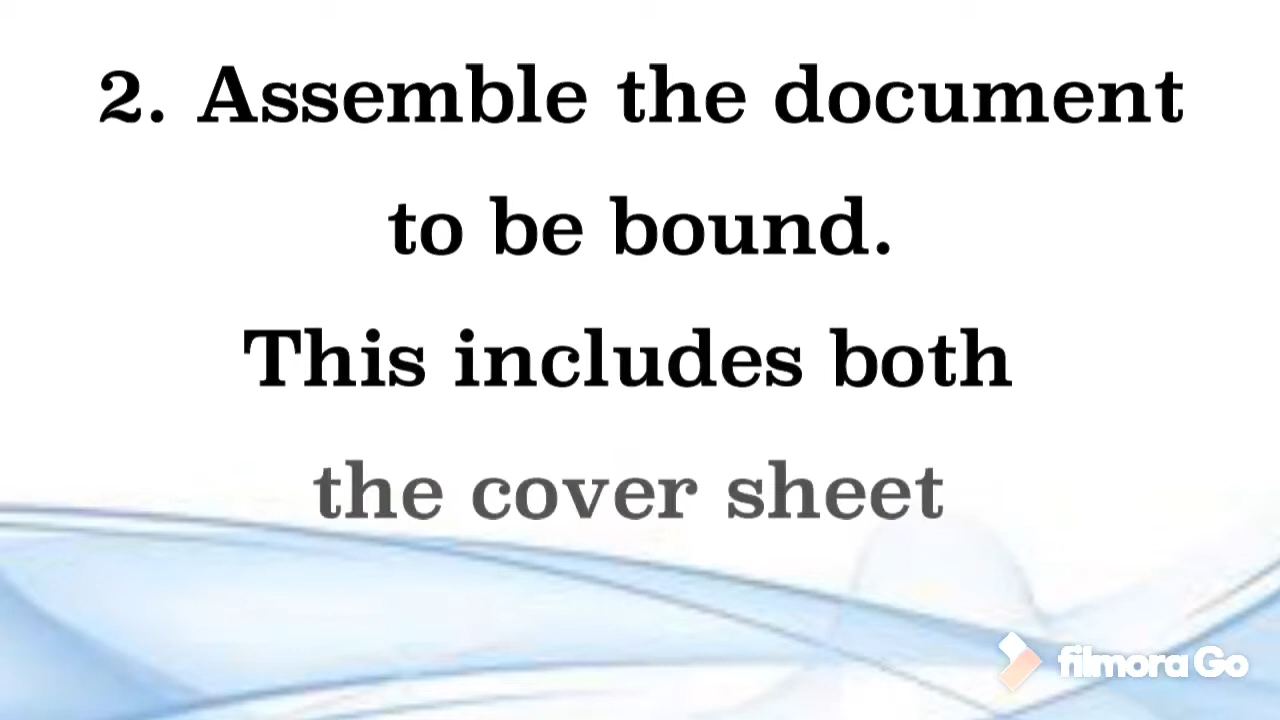 2. Assemble the document
to be bound.
This includes both
the cover sheet
filmora Go